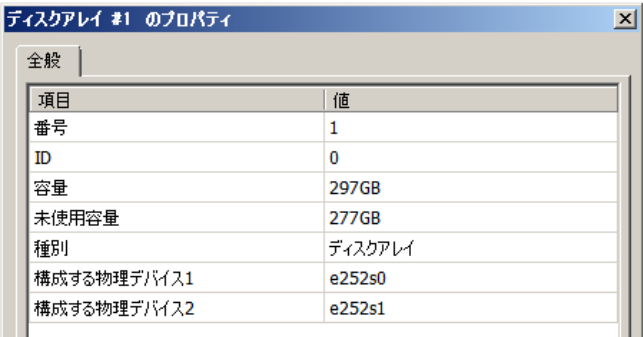 ディスクアレイ #1 のプロパティ
全般
項目 値
番号 1
ID 0
容量 297GB
未使用容量 277GB
種別 ディスクアレイ
構成する物理デバイス1 e252s0
構成する物理デバイス2 e252s1